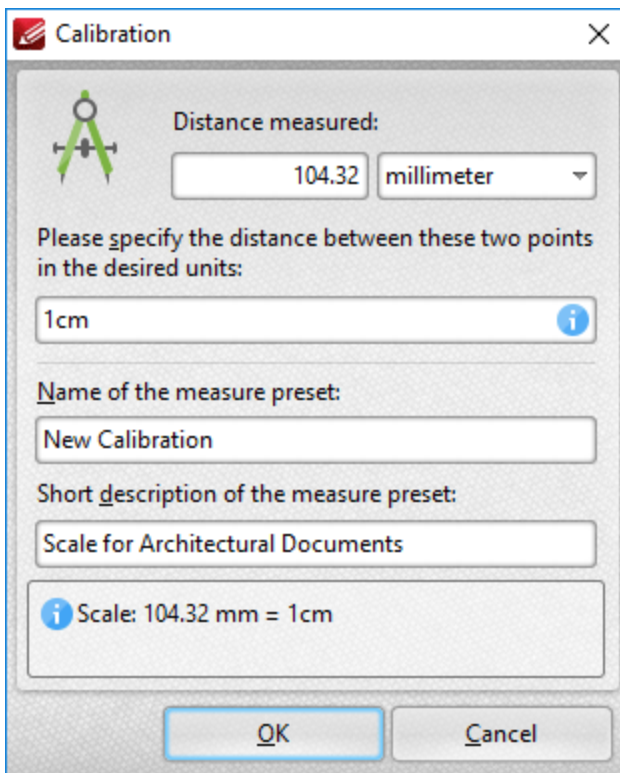 Calibration
Distance measured:
104.32 millimeter
Please specify the distance between these two points
in the desired units:
1cm
Name of the measure preset:
New Calibration
Short description of the measure preset:
Scale for Architectural Documents
Scale: 104.32 mm = 1cm
OK Cancel